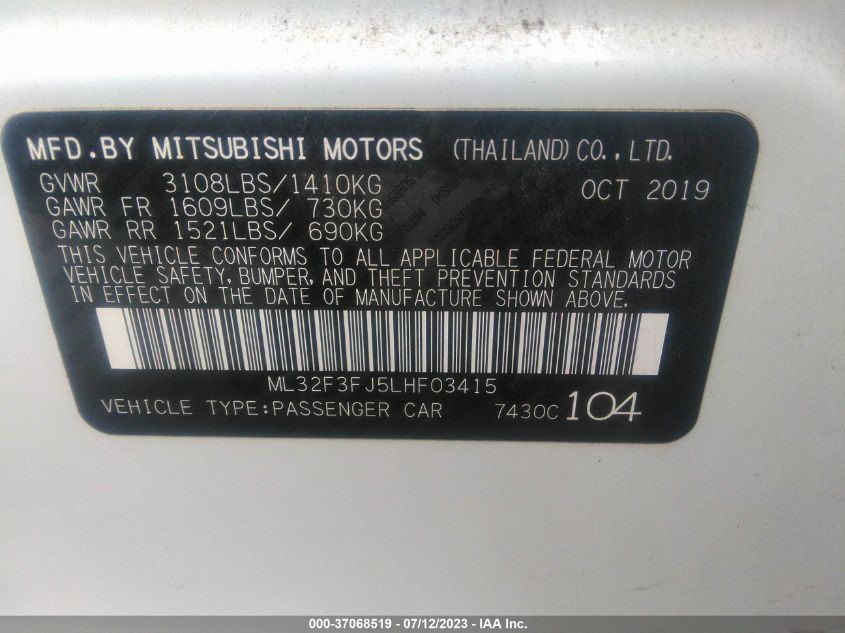 MFD.BY MITSUBISHI MOTORS (THAILAND)CO.,LTD.
GVWR 3108LBS/1410KG OCT 2019
GAWR FR 1609LBS/ 730KG
GAWR RR 1521LBS/ 690KG
THIS VEHICLE CONFORMS TO ALL APPLICABLE FEDERAL MOTOR
VEHICLE SAFETY, BUMPER, AND THEFT PREVENTION STANDARDS
IN EFFECT ON THE DATE OF MANUFACTURE SHOWN ABOVE.
ML32F3FJ5LHF03415
VEHICLE TYPE:PASSENGER CAR 7430C 104
000-37068519 - 07/12/2023 - IAA Inc.